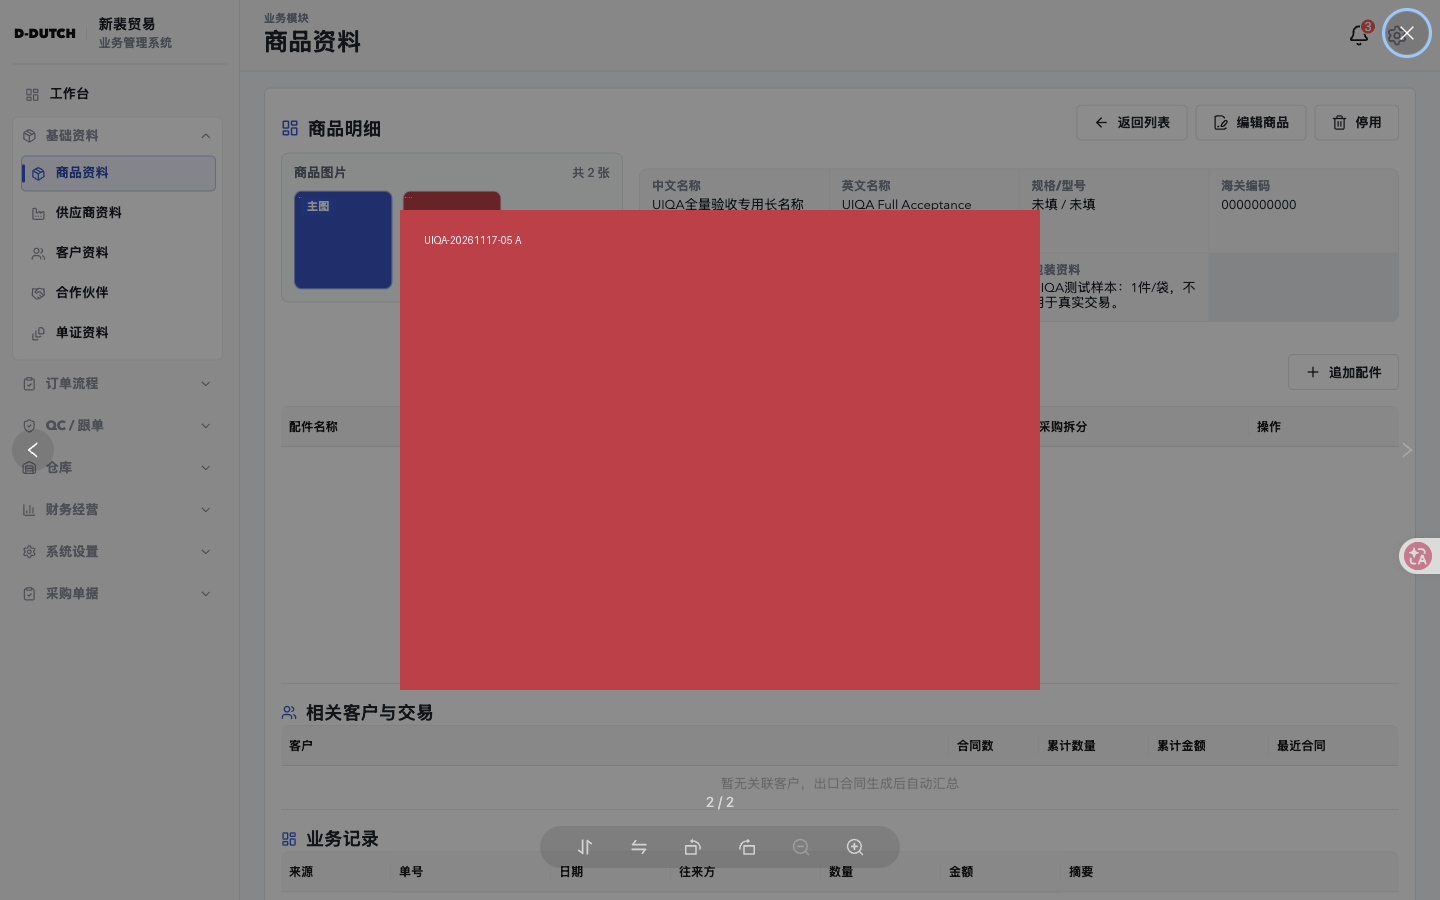 D-DUTCH
新裴贸易
业务管理系统
工作台
基础资料
商品资料
供应商资料
客户资料
合作伙伴
单证资料
订单流程
QC / 跟单
仓库
财务经营
系统设置
采购单据
业务模块
商品资料
3
商品明细
返回列表
编辑商品
停用
商品图片
共 2 张
主图
中文名称
UIQA全量验收专用长名称
英文名称
UIQA Full Acceptance
规格/型号
未填 / 未填
海关编码
0000000000
装资料
IQA测试样本：1件/袋，不
于真实交易。
UIQA-20261117-05 A
追加配件
配件名称
采购拆分
操作
相关客户与交易
客户
合同数
累计数量
累计金额
最近合同
暂无关联客户，出口合同生成后自动汇总
2 / 2
业务记录
来源
单号
日期
往来方
数量
金额
摘要